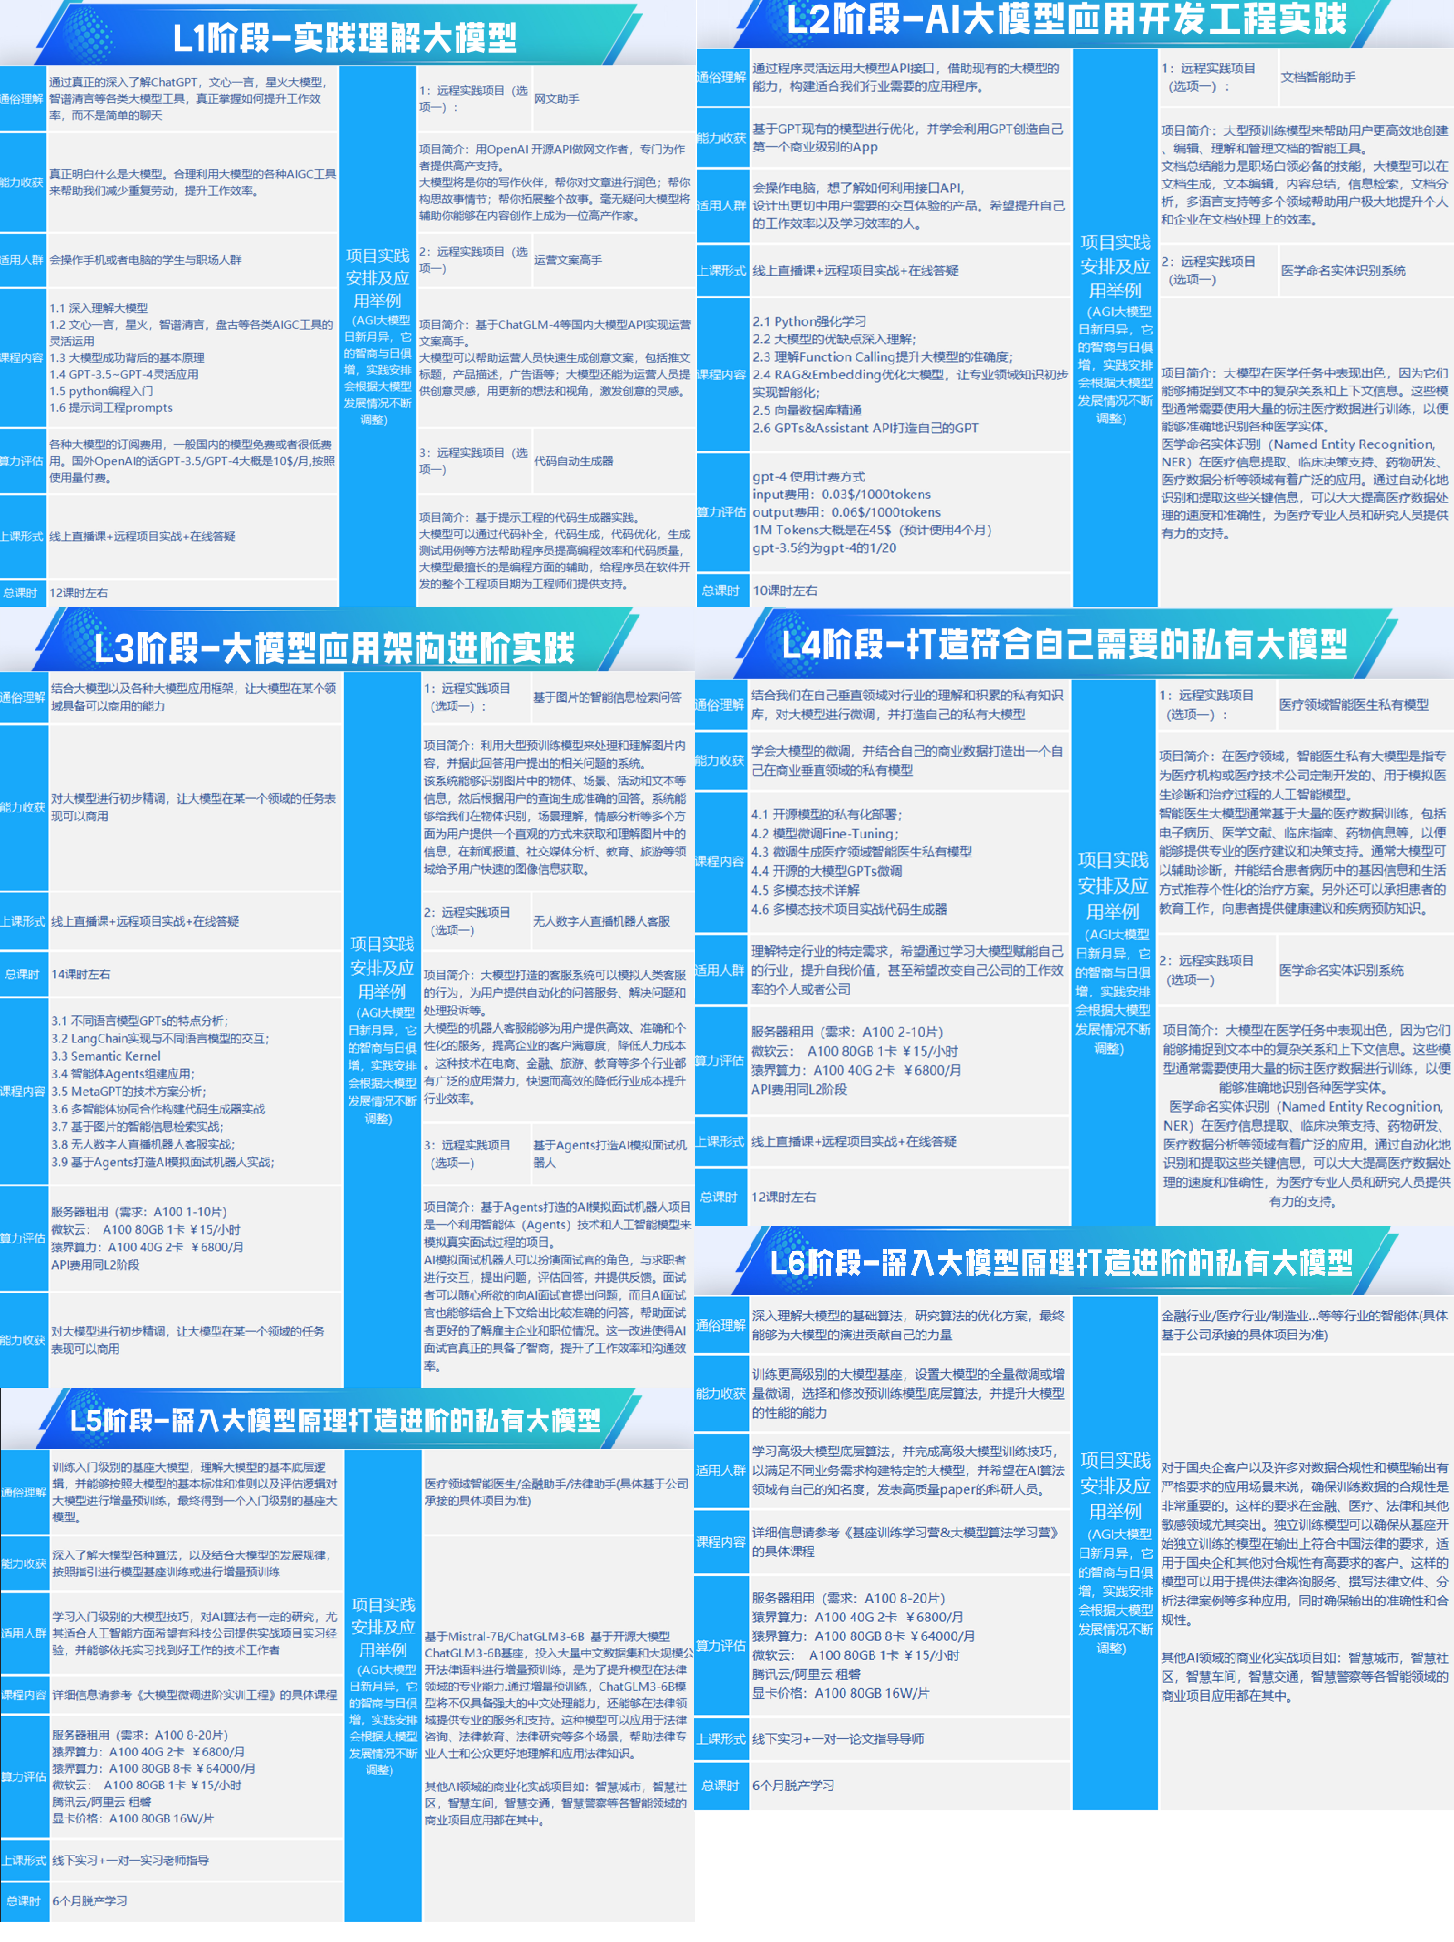 L1阶段-实践理解大模型
通俗理解
通过真正的深入了解ChatGPT，文心一言，星火大模型，
智谱清言等各类大模型工具，真正掌握如何提升工作效
率，而不是简单的聊天
能力收获
真正明白什么是大模型。合理利用大模型的各种AIGC工具
来帮助我们减少重复劳动，提升工作效率。
适用人群
会操作手机或者电脑的学生与职场人群
课程内容
1.1 深入理解大模型
1.2 文心一言，星火，智谱清言，盘古等各类AIGC工具的
灵活运用
1.3 大模型成功背后的基本原理
1.4 GPT-3.5~GPT-4灵活应用
1.5 python编程入门
1.6 提示词工程prompts
算力评估
各种大模型的订阅费用，一般国内的模型免费或者很低费
用。国外OpenAI的话GPT-3.5/GPT-4大概是10$/月,按照
使用量付费。
上课形式
线上直播课+远程项目实战+在线答疑
总课时
12课时左右
项目实践
安排及应
用举例
（AGI大模型
日新月异，它
的智商与日俱
增，实践安排
会根据大模型
发展情况不断
调整）
1：远程实践项目（选
项一）：
网文助手
项目简介：用OpenAI 开源API做网文作者，专门为作
者提供高产支持。
大模型将是你的写作伙伴，帮你对文章进行润色；帮你
构思故事情节；帮你拓展整个故事。毫无疑问大模型将
辅助你能够在内容创作上成为一位高产作家。
2：远程实践项目（选
项一）
运营文案高手
项目简介：基于ChatGLM-4等国内大模型API实现运营
文案高手。
大模型可以帮助运营人员快速生成创意文案，包括推文
标题，产品描述，广告语等；大模型还能为运营人员提
供创意灵感，用更新的想法和视角，激发创意的灵感。
3：远程实践项目（选
项一）
代码自动生成器
项目简介：基于提示工程的代码生成器实践。
大模型可以通过代码补全，代码生成，代码优化，生成
测试用例等方法帮助程序员提高编程效率和代码质量，
大模型最擅长的是编程方面的辅助，给程序员在软件开
发的整个工程项目期为工程师们提供支持。
L2阶段-AI大模型应用开发工程实践
通俗理解
通过程序灵活运用大模型API接口，借助现有的大模型的
能力，构建适合我们行业需要的应用程序。
能力收获
基于GPT现有的模型进行优化，并学会利用GPT创造自己
第一个商业级别的App
适用人群
会操作电脑，想了解如何利用接口API，
设计出更切中用户需要的交互体验的产品。希望提升自己
的工作效率以及学习效率的人。
上课形式
线上直播课+远程项目实战+在线答疑
课程内容
2.1 Python强化学习
2.2 大模型的优缺点深入理解；
2.3 理解Function Calling提升大模型的准确度；
2.4 RAG&Embedding优化大模型，让专业领域知识初步
实现智能化；
2.5 向量数据库精通
2.6 GPTs&Assistant API打造自己的GPT
算力评估
gpt-4 使用计费方式
input费用：0.03$/1000tokens
output费用：0.06$/1000tokens
1M Tokens大概是在45$（预计使用4个月）
gpt-3.5约为gpt-4的1/20
总课时
10课时左右
项目实践
安排及应
用举例
（AGI大模型
日新月异，它
的智商与日俱
增，实践安排
会根据大模型
发展情况不断
调整）
1：远程实践项目
（选项一）：
文档智能助手
项目简介：大型预训练模型来帮助用户更高效地创建
、编辑、理解和管理文档的智能工具。
文档总结能力是职场白领必备的技能，大模型可以在
文档生成，文本编辑，内容总结，信息检索，文档分
析，多语言支持等多个领域帮助用户极大地提升个人
和企业在文档处理上的效率。
2：远程实践项目
（选项一）
医学命名实体识别系统
项目简介：大模型在医学任务中表现出色，因为它们
能够捕捉到文本中的复杂关系和上下文信息。这些模
型通常需要使用大量的标注医疗数据进行训练，以便
能够准确地识别各种医学实体。
医学命名实体识别（Named Entity Recognition,
NER）在医疗信息提取、临床决策支持、药物研发、
医疗数据分析等领域有着广泛的应用。通过自动化地
识别和提取这些关键信息，可以大大提高医疗数据处
理的速度和准确性，为医疗专业人员和研究人员提供
有力的支持。
L3阶段-大模型应用架构进阶实践
通俗理解
结合大模型以及各种大模型应用框架，让大模型在某个领
域具备可以商用的能力
能力收获
对大模型进行初步精调，让大模型在某一个领域的任务表
现可以商用
上课形式
线上直播课+远程项目实战+在线答疑
总课时
14课时左右
课程内容
3.1 不同语言模型GPTs的特点分析；
3.2 LangChain实现与不同语言模型的交互；
3.3 Semantic Kernel
3.4 智能体Agents组建应用；
3.5 MetaGPT的技术方案分析；
3.6 多智能体协同合作构建代码生成器实战
3.7 基于图片的智能信息检索实战；
3.8 无人数字人直播机器人客服实战；
3.9 基于Agents打造AI模拟面试机器人实战；
算力评估
服务器租用（需求：A100 1-10片）
微软云： A100 80GB 1卡 ￥15/小时
猿界算力：A100 40G 2卡 ￥6800/月
API费用同L2阶段
能力收获
对大模型进行初步精调，让大模型在某一个领域的任务
表现可以商用
项目实践
安排及应
用举例
（AGI大模型
日新月异，它
的智商与日俱
增，实践安排
会根据大模型
发展情况不断
调整）
1：远程实践项目
（选项一）：
基于图片的智能信息检索问答
项目简介：利用大型预训练模型来处理和理解图片内
容，并据此回答用户提出的相关问题的系统。
该系统能够识别图片中的物体、场景、活动和文本等
信息，然后根据用户的查询生成准确的回答。系统能
够给我们在物体识别，场景理解，情感分析等多个方
面为用户提供一个直观的方式来获取和理解图片中的
信息，在新闻报道、社交媒体分析、教育、旅游等领
域给予用户快速的图像信息获取。
2：远程实践项目
（选项一）
无人数字人直播机器人客服
项目简介：大模型打造的客服系统可以模拟人类客服
的行为，为用户提供自动化的问答服务、解决问题和
处理投诉等。
大模型的机器人客服能够为用户提供高效、准确和个
性化的服务，提高企业的客户满意度，降低人力成本
。这种技术在电商、金融、旅游、教育等多个行业都
有广泛的应用潜力，快速而高效的降低行业成本提升
行业效率。
3：远程实践项目
（选项一）
基于Agents打造AI模拟面试机
器人
项目简介：基于Agents打造的AI模拟面试机器人项目
是一个利用智能体（Agents）技术和人工智能模型来
模拟真实面试过程的项目。
AI模拟面试机器人可以扮演面试官的角色，与求职者
进行交互，提出问题，评估回答，并提供反馈，面试
者可以随心所欲的向AI面试官提出问题，而且AI面试
官也能够结合上下文给出比较准确的问答，帮助面试
者更好的了解雇主企业和职位情况。这一改进使得AI
面试官真正的具备了智商，提升了工作效率和沟通效
率。
L4阶段-打造符合自己需要的私有大模型
通俗理解
结合我们在自己垂直领域对行业的理解和积累的私有知识
库，对大模型进行微调，并打造自己的私有大模型
能力收获
学会大模型的微调，并结合自己的商业数据打造出一个自
己在商业垂直领域的私有模型
课程内容
4.1 开源模型的私有化部署；
4.2 模型微调Fine-Tuning；
4.3 微调生成医疗领域智能医生私有模型
4.4 开源的大模型GPTs微调
4.5 多模态技术详解
4.6 多模态技术项目实战代码生成器
适用人群
理解特定行业的特定需求，希望通过学习大模型赋能自己
的行业，提升自我价值，甚至希望改变自己公司的工作效
率的个人或者公司
算力评估
服务器租用（需求：A100 2-10片）
微软云： A100 80GB 1卡 ￥15/小时
猿界算力：A100 40G 2卡 ￥6800/月
API费用同L2阶段
上课形式
线上直播课+远程项目实战+在线答疑
总课时
12课时左右
项目实践
安排及应
用举例
（AGI大模型
日新月异，它
的智商与日俱
增，实践安排
会根据大模型
发展情况不断
调整）
1：远程实践项目
（选项一）：
医疗领域智能医生私有模型
项目简介：在医疗领域，智能医生私有大模型是指专
为医疗机构或医疗技术公司定制开发的、用于模拟医
生诊断和治疗过程的人工智能模型。
智能医生大模型通常基于大量的医疗数据训练，包括
电子病历、医学文献、临床指南、药物信息等，以便
能够提供专业的医疗建议和决策支持。通常大模型可
以辅助诊断，并能结合患者病历中的基因信息和生活
方式推荐个性化的治疗方案。另外还可以承担患者的
教育工作，向患者提供健康建议和疾病预防知识。
2：远程实践项目
（选项一）
医学命名实体识别系统
项目简介：大模型在医学任务中表现出色，因为它们
能够捕捉到文本中的复杂关系和上下文信息。这些模
型通常需要使用大量的标注医疗数据进行训练，以便
能够准确地识别各种医学实体。
医学命名实体识别（Named Entity Recognition,
NER）在医疗信息提取、临床决策支持、药物研发、
医疗数据分析等领域有着广泛的应用。通过自动化地
识别和提取这些关键信息，可以大大提高医疗数据处
理的速度和准确性，为医疗专业人员和研究人员提供
有力的支持。
L5阶段-深入大模型原理打造进阶的私有大模型
通俗理解
训练入门级别的基座大模型，理解大模型的基本底层逻
辑，并能够按照大模型的基本标准和准则以及评估逻辑对
大模型进行增量预训练，最终得到一个入门级别的基座大
模型。
能力收获
深入了解大模型各种算法，以及结合大模型的发展规律，
按照指引进行模型基座训练或进行增量预训练
适用人群
学习入门级别的大模型技巧，对AI算法有一定的研究，尤
其适合人工智能方面希望有科技公司提供实战项目实习经
验，并能够依托实习找到好工作的技术工作者
课程内容
详细信息请参考《大模型微调进阶实训工程》的具体课程
算力评估
服务器租用（需求：A100 8-20片）
猿界算力：A100 40G 2卡 ￥6800/月
猿界算力：A100 80GB 8卡 ￥64000/月
微软云： A100 80GB 1卡 ￥15/小时
腾讯云/阿里云 租赁
显卡价格：A100 80GB 16W/片
上课形式
线下实习+一对一实习老师指导
总课时
6个月脱产学习
项目实践
安排及应
用举例
（AGI大模型
日新月异，它
的智商与日俱
增，实践安排
会根据大模型
发展情况不断
调整）
医疗领域智能医生/金融助手/法律助手(具体基于公司
承接的具体项目为准)
基于Mistral-7B/ChatGLM3-6B 基于开源大模型
ChatGLM3-6B基座，投入大量中文数据集和大规模公
开法律语料进行增量预训练，是为了提升模型在法律
领域的专业能力.通过增量预训练，ChatGLM3-6B模
型将不仅具备强大的中文处理能力，还能够在法律领
域提供专业的服务和支持。这种模型可以应用于法律
咨询、法律教育、法律研究等多个场景，帮助法律专
业人士和公众更好地理解和应用法律知识。
其他AI领域的商业化实战项目如：智慧城市，智慧社
区，智慧车间，智慧交通，智慧警察等各智能领域的
商业项目应用都在其中。
L6阶段-深入大模型原理打造进阶的私有大模型
通俗理解
深入理解大模型的基础算法，研究算法的优化方案，最终
能够为大模型的演进贡献自己的力量
能力收获
训练更高级别的大模型基座，设置大模型的全量微调或增
量微调，选择和修改预训练模型底层算法，并提升大模型
的性能的能力
适用人群
学习高级大模型底层算法，并完成高级大模型训练技巧，
以满足不同业务需求构建特定的大模型，并希望在AI算法
领域有自己的知名度，发表高质量paper的科研人员。
课程内容
详细信息请参考《基座训练学习营&大模型算法学习营》
的具体课程
算力评估
服务器租用（需求：A100 8-20片）
猿界算力：A100 40G 2卡 ￥6800/月
猿界算力：A100 80GB 8卡 ￥64000/月
微软云： A100 80GB 1卡 ￥15/小时
腾讯云/阿里云 租赁
显卡价格：A100 80GB 16W/片
上课形式
线下实习+一对一论文指导导师
总课时
6个月脱产学习
项目实践
安排及应
用举例
（AGI大模型
日新月异，它
的智商与日俱
增，实践安排
会根据大模型
发展情况不断
调整）
金融行业/医疗行业/制造业...等等行业的智能体(具体
基于公司承接的具体项目为准)
对于国央企客户以及许多对数据合规性和模型输出有
严格要求的应用场景来说，确保训练数据的合规性是
非常重要的。这样的要求在金融、医疗、法律和其他
敏感领域尤其突出。独立训练模型可以确保从基座开
始独立训练的模型在输出上符合中国法律的要求，适
用于国央企和其他对合规性有高要求的客户。这样的
模型可以用于提供法律咨询服务、撰写法律文件、分
析法律案例等多种应用，同时确保输出的准确性和合
规性。
其他AI领域的商业化实战项目如：智慧城市，智慧社
区，智慧车间，智慧交通，智慧警察等各智能领域的
商业项目应用都在其中。